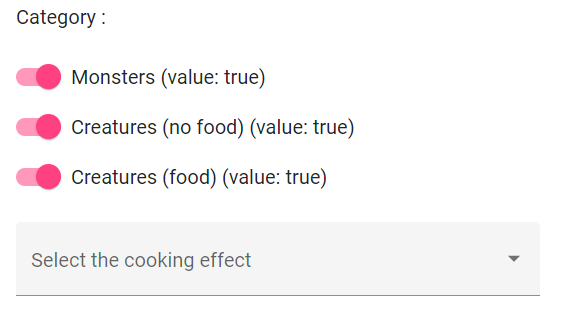 Category :
Monsters (value: true)
Creatures (no food) (value: true)
Creatures (food) (value: true)
Select the cooking effect